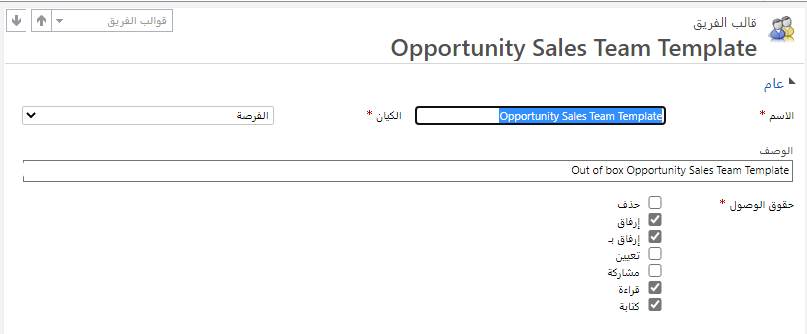 قوالب الفريق
قالب الفريق
Opportunity Sales Team Template
عام
الاسم *
Opportunity Sales Team Template
الكيان *
الفرصة
الوصف
Out of box Opportunity Sales Team Template
حقوق الوصول *
حذف
إرفاق
إرفاق بـ
تعيين
مشاركة
قراءة
كتابة